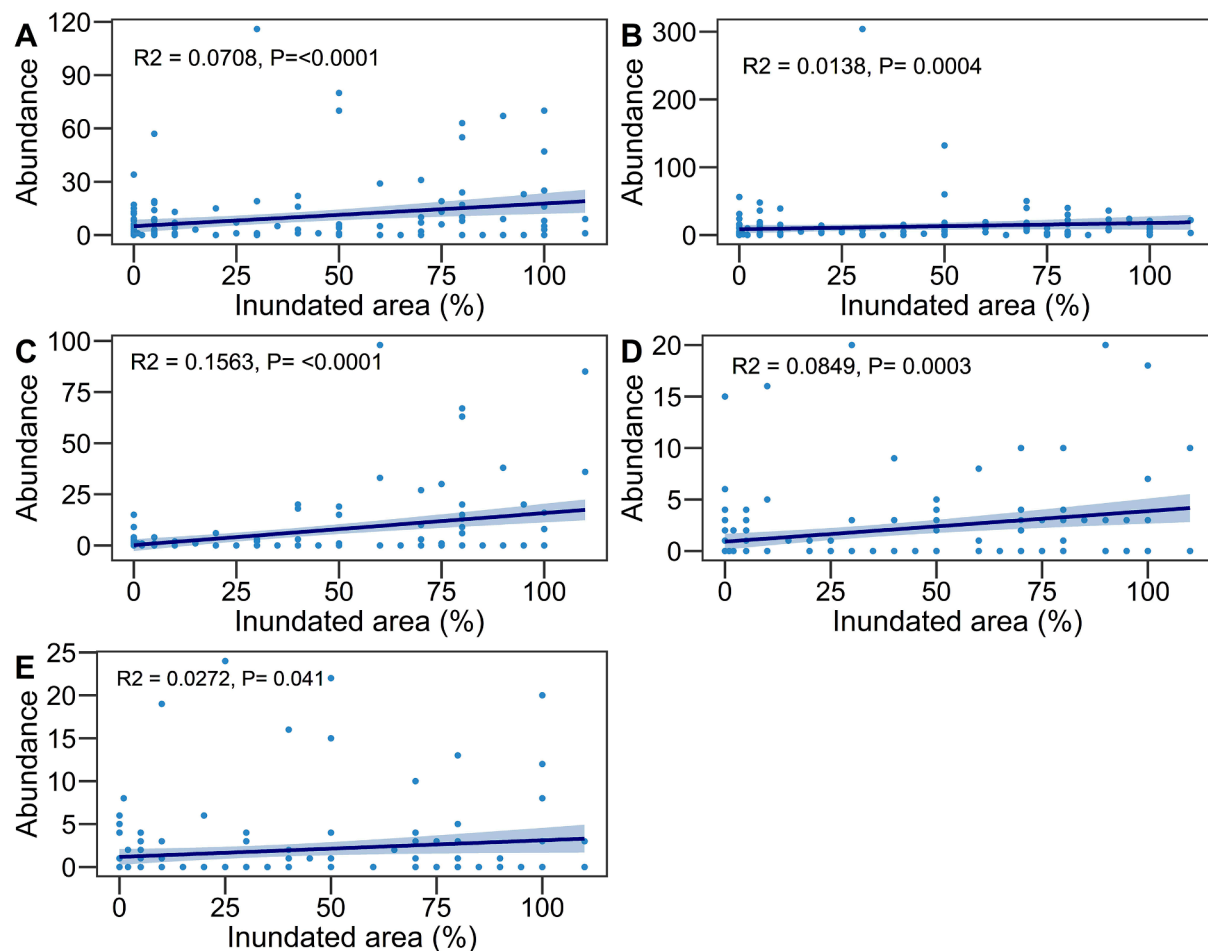 A
R2 = 0.0708, P=<0.0001
Abundance
120
90
60
30
0
0 25 50 75 100
Inundated area (%)
B
R2 = 0.0138, P= 0.0004
Abundance
300
200
100
0
0 25 50 75 100
Inundated area (%)
C
R2 = 0.1563, P= <0.0001
Abundance
100
75
50
25
0
0 25 50 75 100
Inundated area (%)
D
R2 = 0.0849, P= 0.0003
Abundance
20
15
10
5
0
0 25 50 75 100
Inundated area (%)
E
R2 = 0.0272, P= 0.041
Abundance
25
20
15
10
5
0
0 25 50 75 100
Inundated area (%)